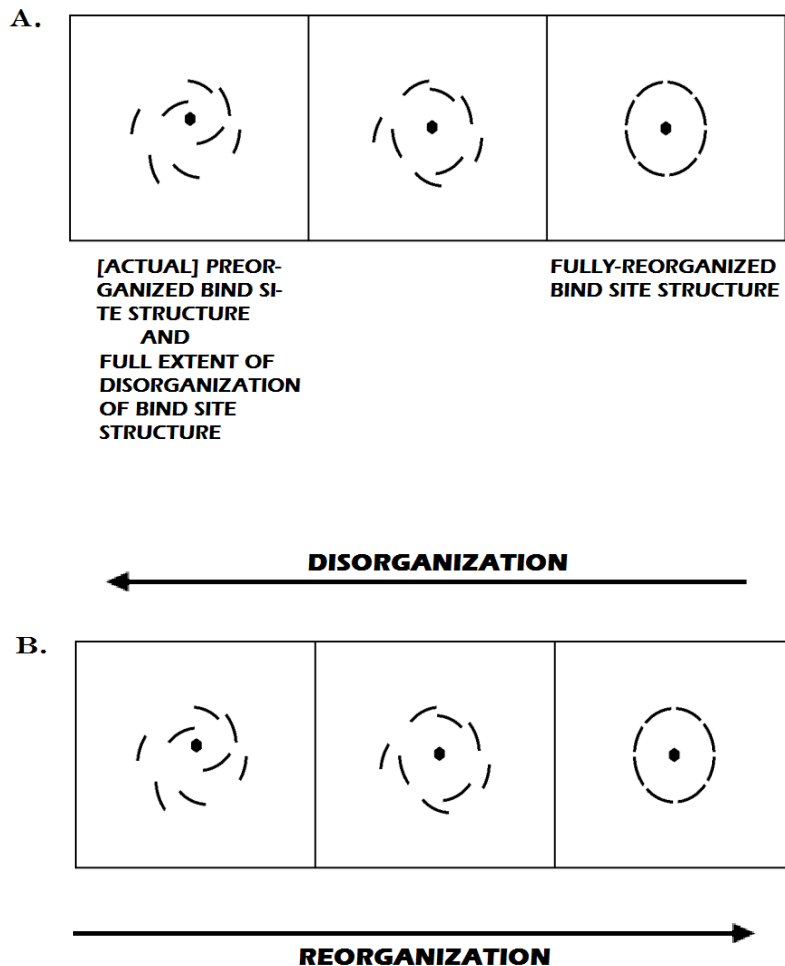 A.
[ACTUAL] PREOR-
GANIZED BIND SI-
TE STRUCTURE
AND
FULL EXTENT OF
DISORGANIZATION
OF BIND SITE
STRUCTURE
FULLY-REORGANIZED
BIND SITE STRUCTURE
DISORGANIZATION
B.
REORGANIZATION